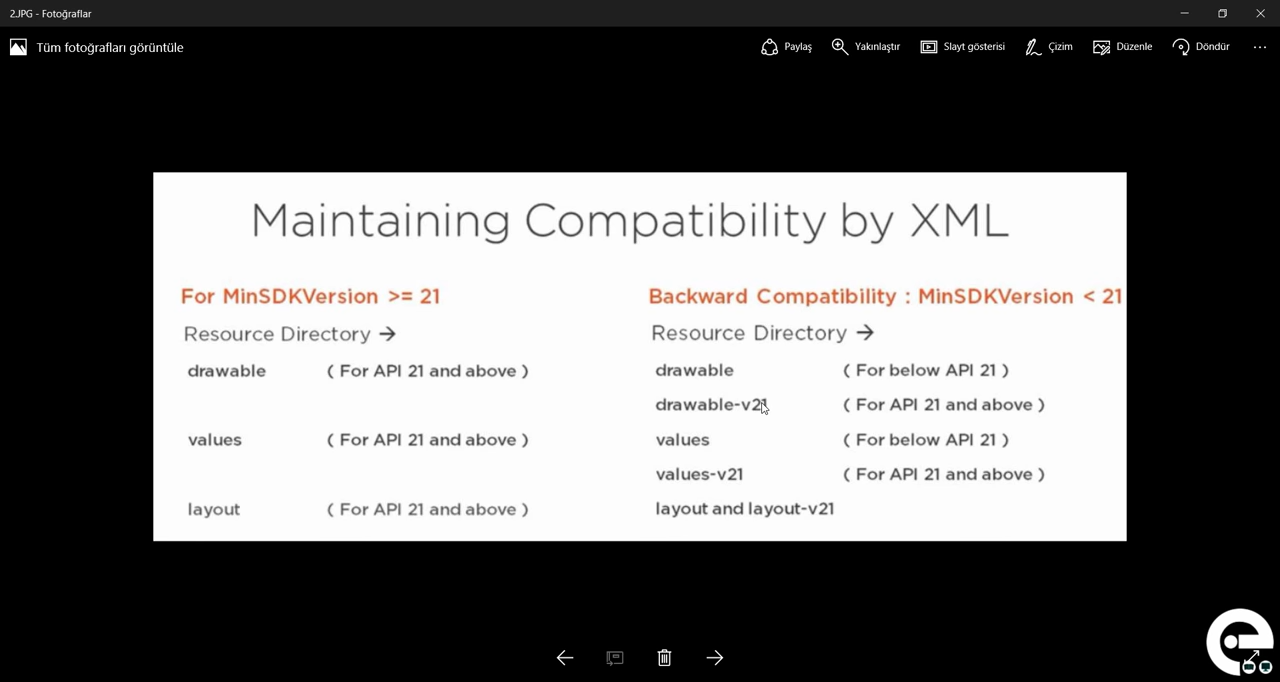 2.JPG - Fotoğraflar
Tüm fotoğrafları görüntüle
Paylaş
Yakınlaştır
Slayt gösterisi
Çizim
Düzenle
Döndür
Maintaining Compatibility by XML
For MinSDKVersion >= 21
Resource Directory →
drawable ( For API 21 and above )
values ( For API 21 and above )
layout ( For API 21 and above )
Backward Compatibility : MinSDKVersion < 21
Resource Directory →
drawable ( For below API 21 )
drawable-v21 ( For API 21 and above )
values ( For below API 21 )
values-v21 ( For API 21 and above )
layout and layout-v21